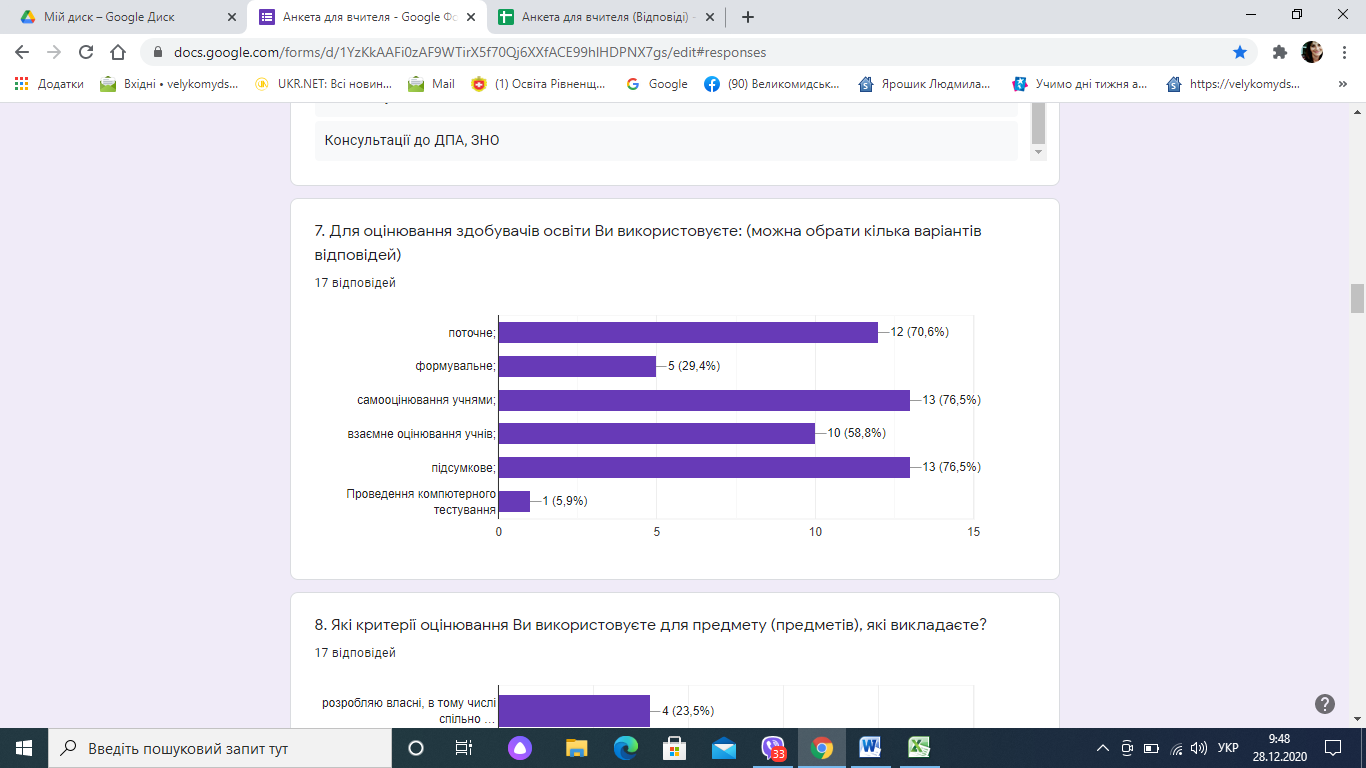 Мій диск – Google Диск
Анкета для вчителя - Google Фо
Анкета для вчителя (Відповіді) -
docs.google.com/forms/d/1YzKkAAFi0zAF9WTirX5f70Qj6XXfACE99hlHDPNX7gs/edit#responses
Додатки
Вхідні • velykomyds...
UKR.NET: Всі новин...
Mail
(1) Освіта Рівненщ...
Google
(90) Великомидськ...
Ярошик Людмила...
Учимо дні тижня а...
https://velykomyds...
»
Консультації до ДПА, ЗНО
7. Для оцінювання здобувачів освіти Ви використовуєте: (можна обрати кілька варіантів
відповідей)
17 відповідей
поточне;
12 (70,6%)
формувальне;
5 (29,4%)
самооцінювання учнями;
13 (76,5%)
взаємне оцінювання учнів;
10 (58,8%)
підсумкове;
13 (76,5%)
Проведення компютерного
тестування
1 (5,9%)
0 5 10 15
8. Які критерії оцінювання Ви використовуєте для предмету (предметів), які викладаєте?
17 відповідей
розробляю власні, в тому числі
спільно ...
4 (23,5%)
Введіть пошуковий запит тут
33
УКР
9:48
28.12.2020